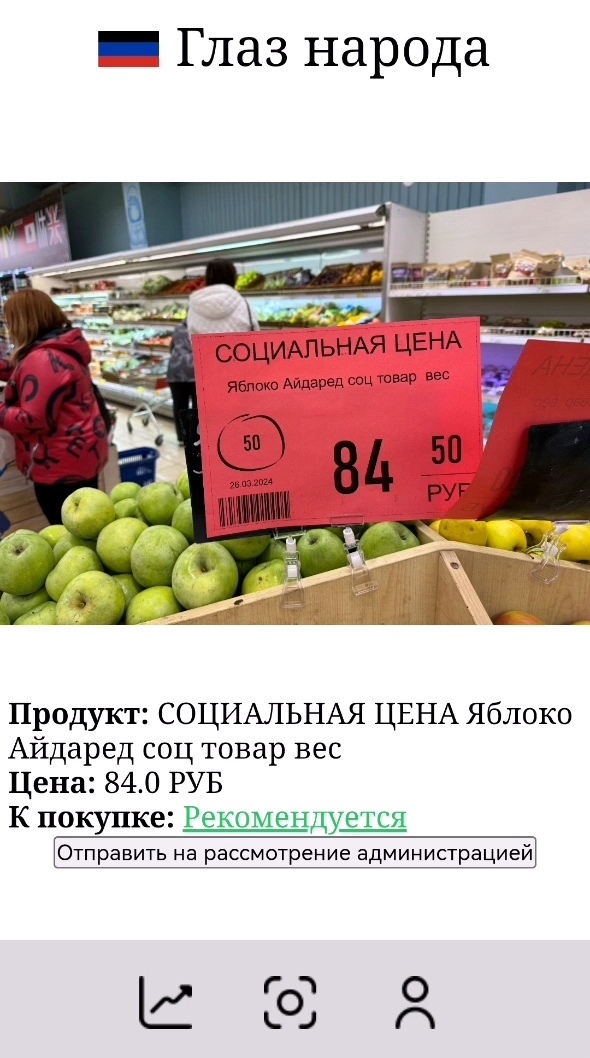 Глаз народа
СОЦИАЛЬНАЯ ЦЕНА
Яблоко Айдаред соц товар вес
50
84 50
26.03.2024
РУБ
Продукт: СОЦИАЛЬНАЯ ЦЕНА Яблоко
Айдаред соц товар вес
Цена: 84.0 РУБ
К покупке: Рекомендуется
Отправить на рассмотрение администрацией